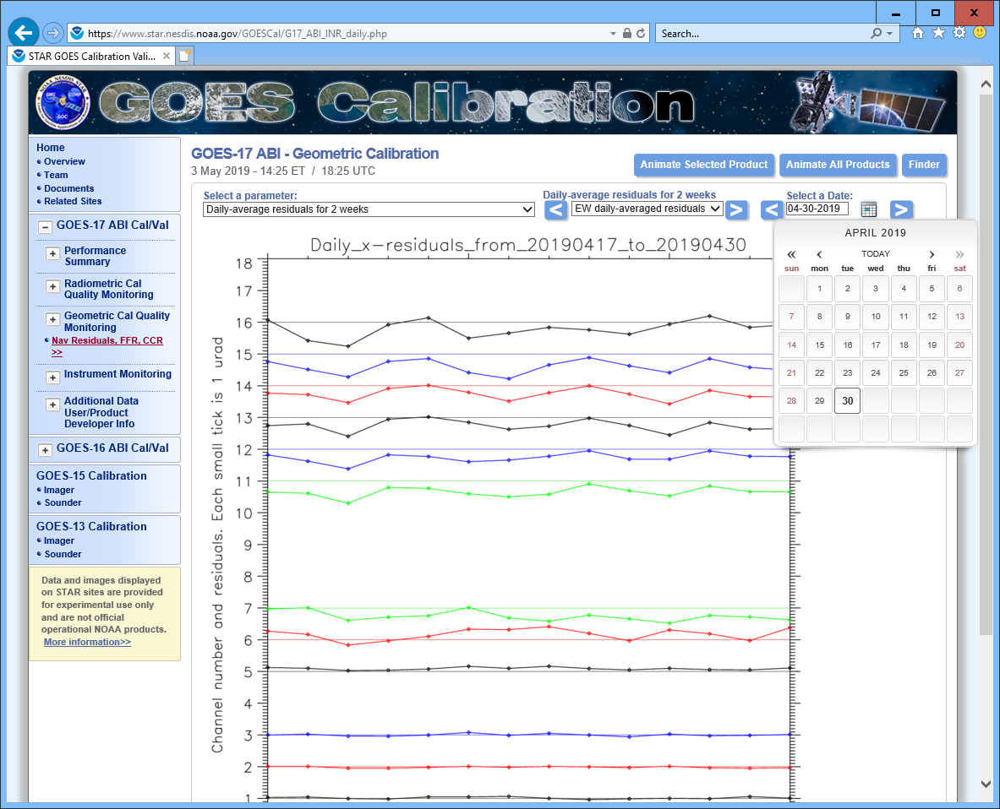 https://www.star.nesdis.noaa.gov/GOESCal/G17_ABI_INR_daily.php
Search...
STAR GOES Calibration Vali...
NOAA NESDIS STAR
GOES Calibration
Home
Overview
Team
Documents
Related Sites
GOES-17 ABI Cal/Val
Performance
Summary
Radiometric Cal
Quality Monitoring
Geometric Cal Quality
Monitoring
Nav Residuals, FFR, CCR
>>
Instrument Monitoring
Additional Data
User/Product
Developer Info
GOES-16 ABI Cal/Val
GOES-15 Calibration
Imager
Sounder
GOES-13 Calibration
Imager
Sounder
Data and images displayed
on STAR sites are provided
for experimental use only
and are not official
operational NOAA products.
More information>>
GOES-17 ABI - Geometric Calibration
3 May 2019 - 14:25 ET / 18:25 UTC
Animate Selected Product
Animate All Products
Finder
Select a parameter:
Daily-average residuals for 2 weeks
Daily-average residuals for 2 weeks
< EW daily-averaged residuals >
Select a Date:
< 04-30-2019 >
APRIL 2019
« ‹ TODAY › »
sun mon tue wed thu fri sat
1 2 3 4 5 6
7 8 9 10 11 12 13
14 15 16 17 18 19 20
21 22 23 24 25 26 27
28 29 30
Daily_x-residuals_from_20190417_to_20190430
Channel number and residuals. Each small tick is 1 urad
18
17
16
15
14
13
12
11
10
9
8
7
6
5
4
3
2
1